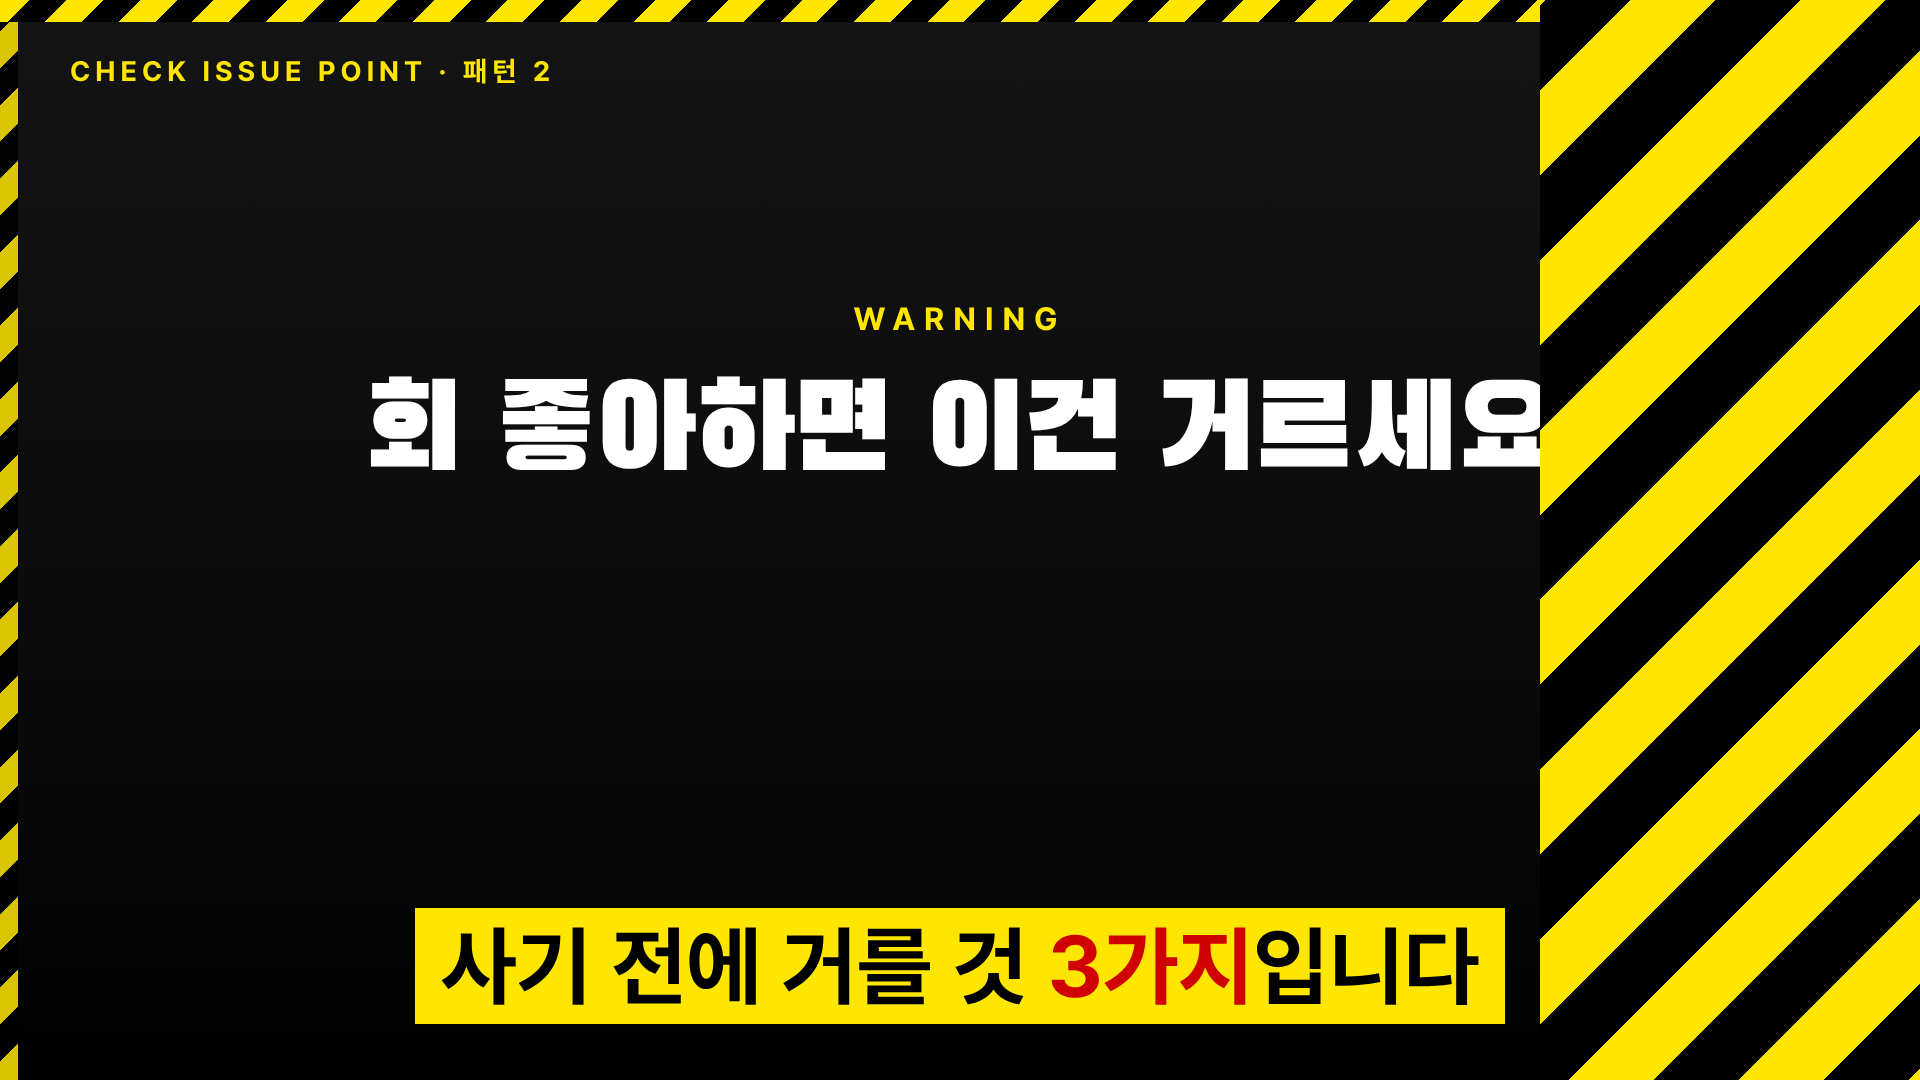 CHECK ISSUE POINT · 패턴 2
WARNING
회 좋아하면 이건 거르세요
사기 전에 거를 것 3가지입니다